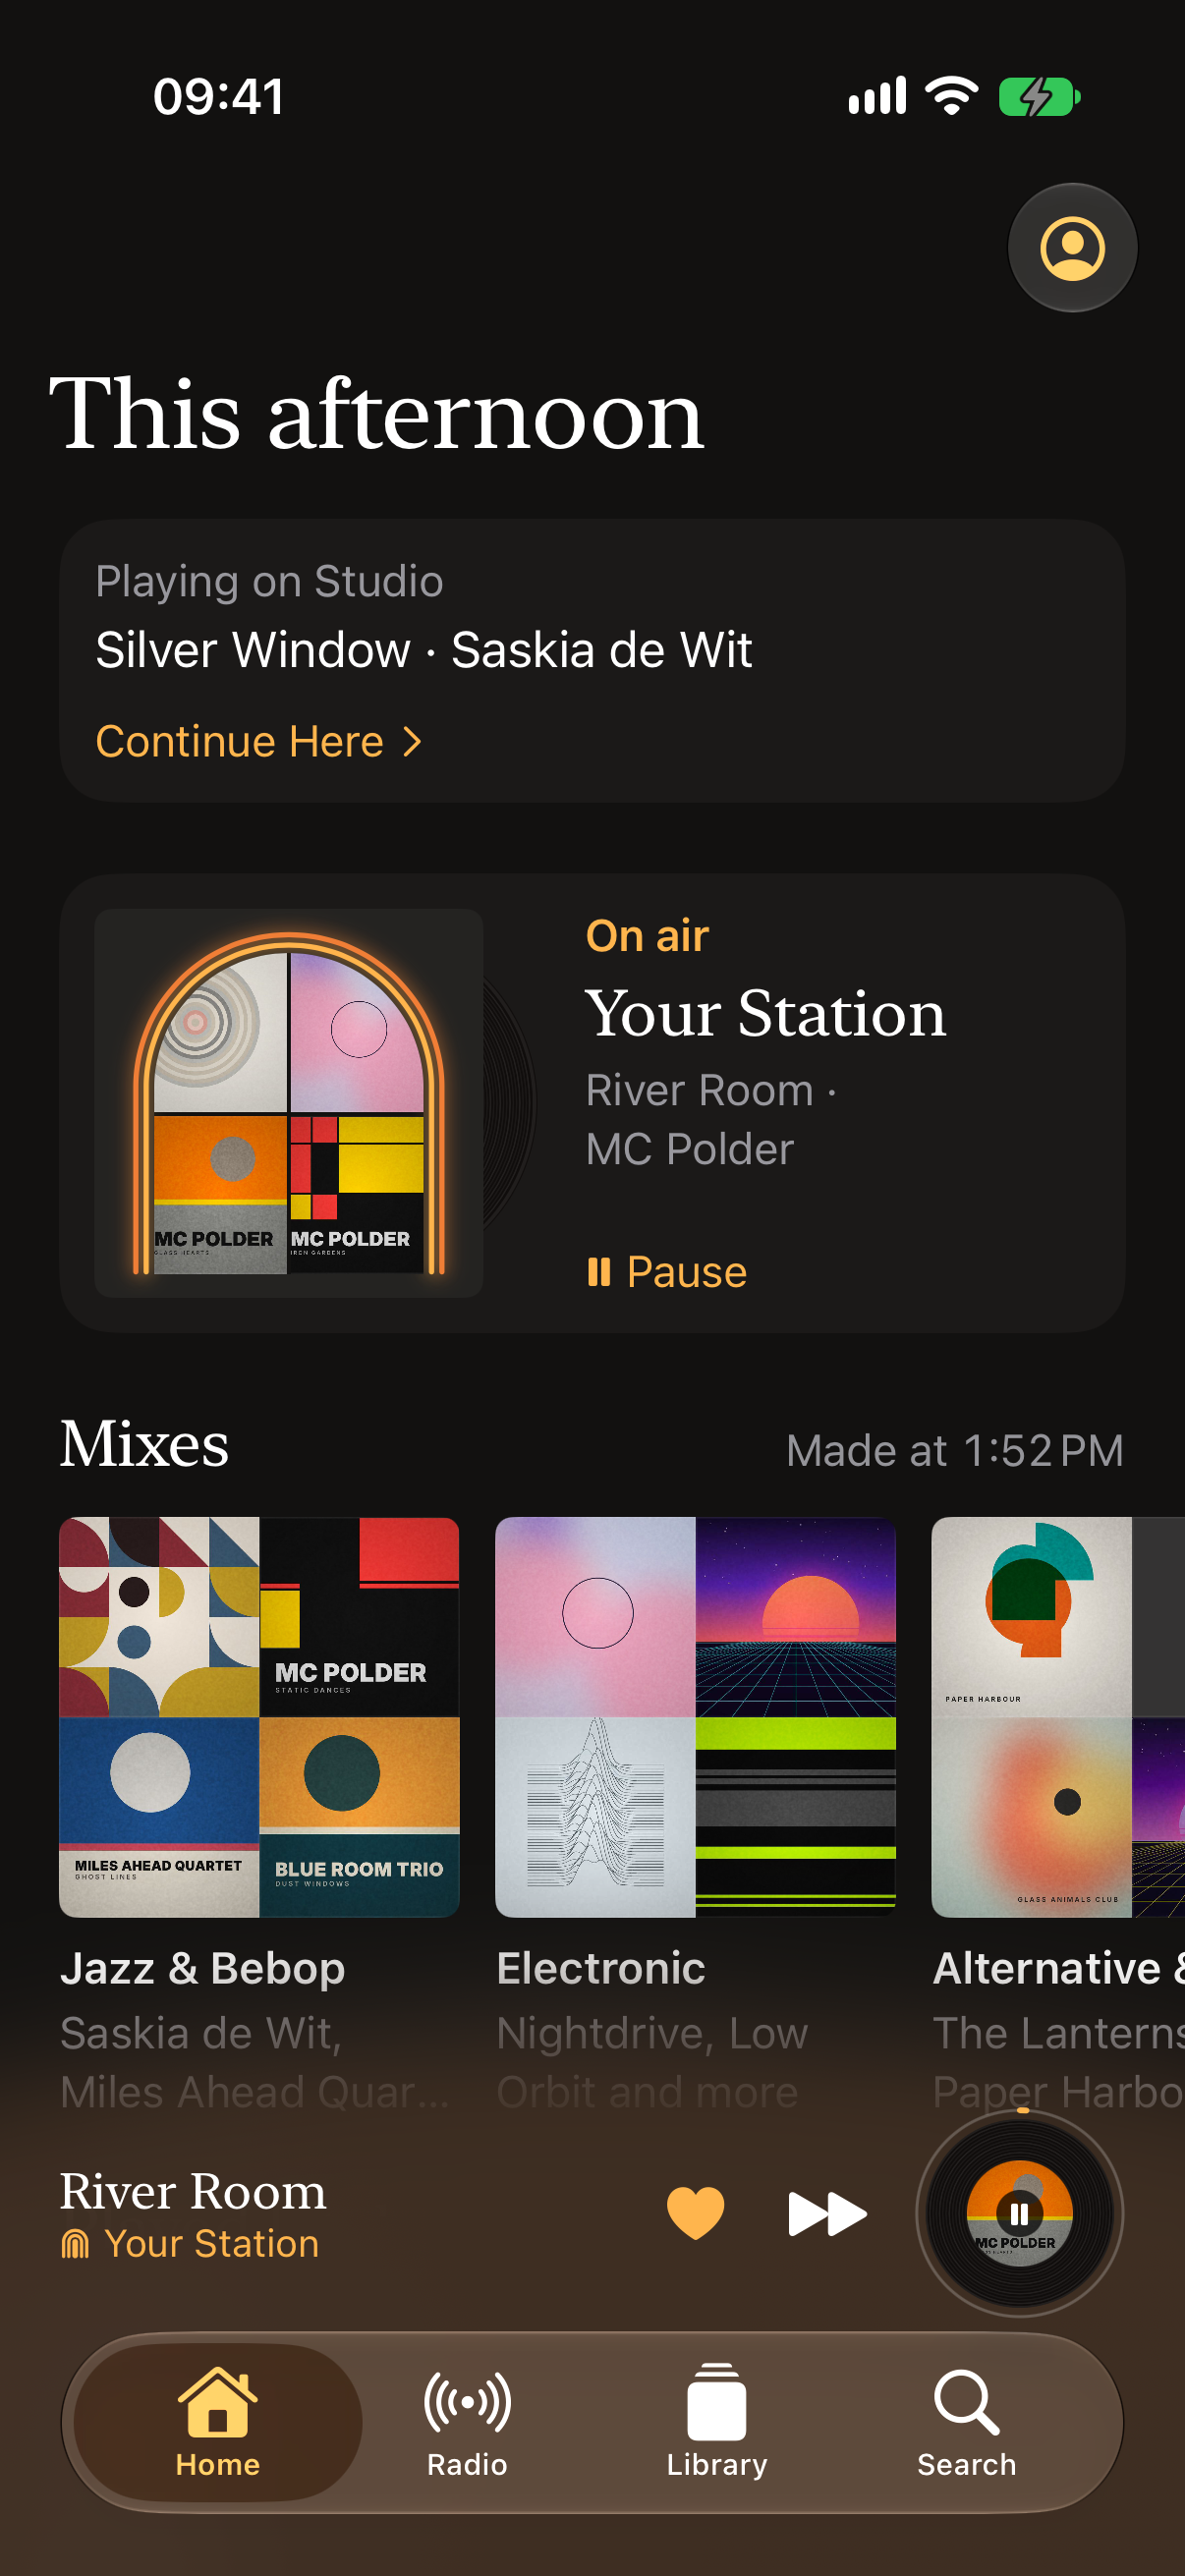 09:41
This afternoon
Playing on Studio
Silver Window · Saskia de Wit
Continue Here
On air
Your Station
River Room ·
MC Polder
Pause
MC POLDER
GLASS HEARTS
MC POLDER
IRON GARDENS
Mixes
Made at 1:52 PM
MC POLDER
STATIC DANCES
MILES AHEAD QUARTET
GHOST LINES
BLUE ROOM TRIO
DUST WINDOWS
PAPER HARBOUR
GLASS ANIMALS CLUB
Jazz & Bebop
Saskia de Wit,
Miles Ahead Quar…
Electronic
Nightdrive, Low
Orbit and more
Alternative &
The Lanterns
Paper Harbo
River Room
Your Station
MC POLDER
Home
Radio
Library
Search